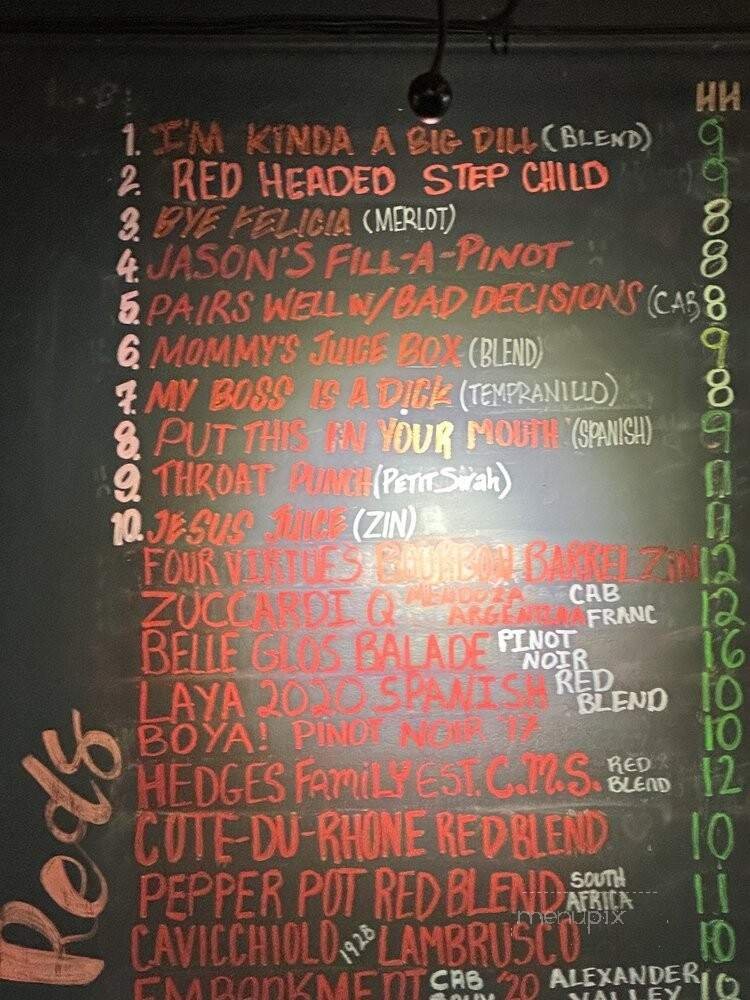 HH
1. I'M KINDA A BIG DILL (BLEND) 9
2. RED HEADED STEP CHILD 9
3. BYE FELICIA (MERLOT) 8
4. JASON'S FILL-A-PINOT 8
5. PAIRS WELL W/BAD DECISIONS (CAB) 8
6. MOMMY'S JUICE BOX (BLEND) 9
7. MY BOSS IS A DICK (TEMPRANILLO) 8
8. PUT THIS IN YOUR MOUTH (SPANISH) 9
9. THROAT PUNCH (PETIT Sirah) 11
10. JESUS JUICE (ZIN) 11
FOUR VIRTUES BOURBON BARREL ZIN 12
ZUCCARDI Q MENDOZA ARGENTINA CAB FRANC 12
BELLE GLOS BALADE PINOT NOIR 16
LAYA 2020 SPANISH RED BLEND 10
BOYA! PINOT NOIR '17 10
HEDGES FAMILY EST. C.M.S. RED BLEND 12
CUTE-DU-RHONE RED BLEND 10
PEPPER POT RED BLEND SOUTH AFRICA 11
CAVICCHIOLO 1928 LAMBRUSCO 10
EMBANKMENT CAB SAUV '20 ALEXANDER VALLEY 10
Reds
menupix